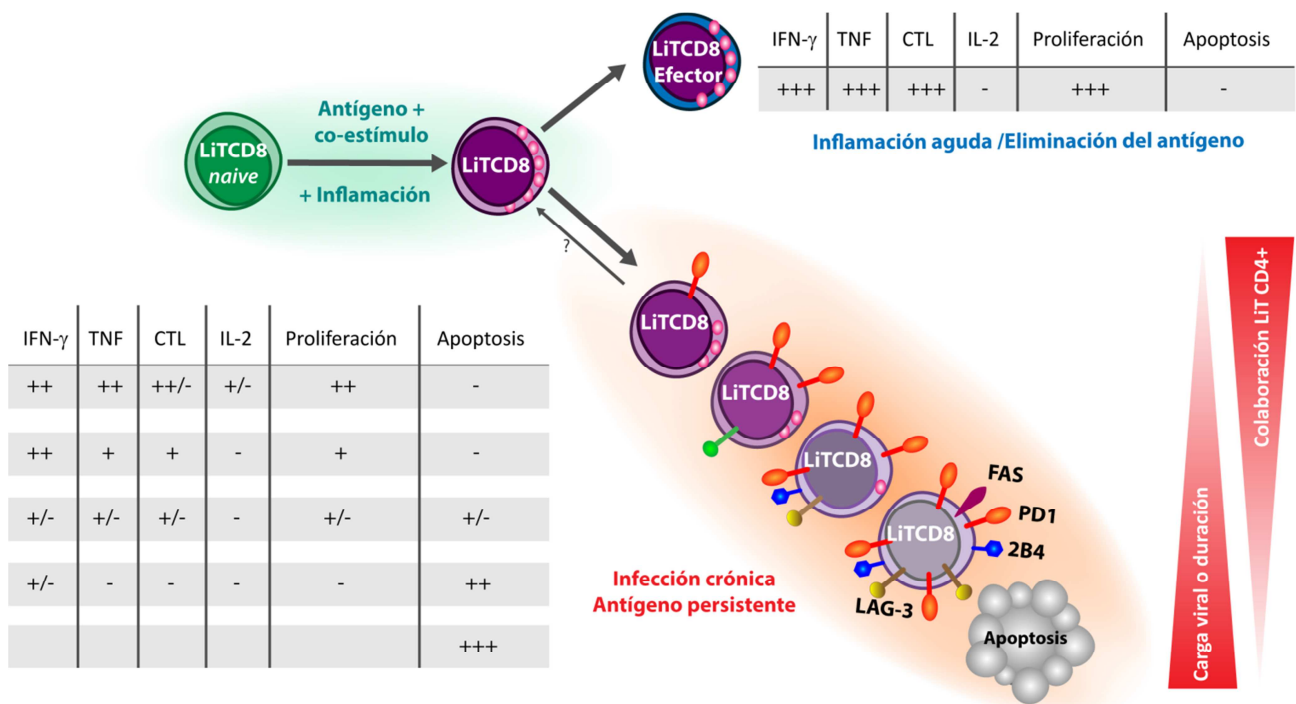 LiTCD8
Efector
IFN-γ TNF CTL IL-2 Proliferación Apoptosis
+++ +++ +++ - +++ -
Inflamación aguda /Eliminación del antígeno
LiTCD8
naive
Antígeno +
co-estímulo
+ Inflamación
LiTCD8
?
IFN-γ TNF CTL IL-2 Proliferación Apoptosis
++ ++ ++/- +/- ++ -
++ + + - + -
+/- +/- +/- - +/- +/-
+/- - - - - ++
+++
LiTCD8
LiTCD8
LiTCD8
LiTCD8
FAS
PD1
2B4
LAG-3
Apoptosis
Infección crónica
Antígeno persistente
Carga viral o duración
Colaboración LiT CD4+